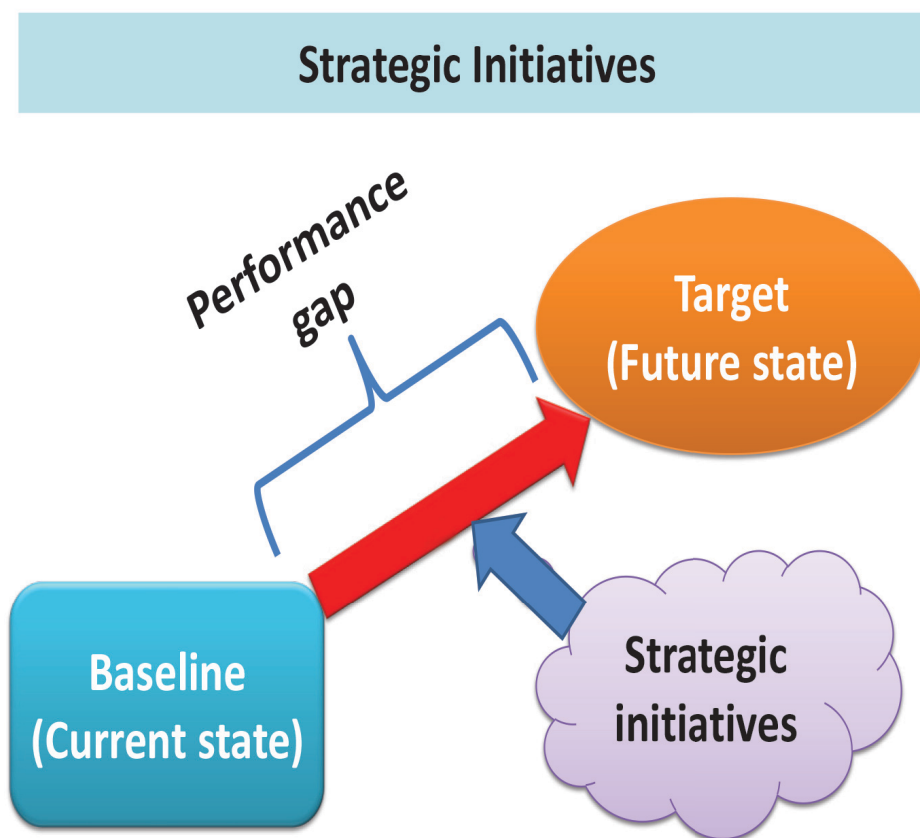 Strategic Initiatives
Performance
gap
Target
(Future state)
Baseline
(Current state)
Strategic
initiatives